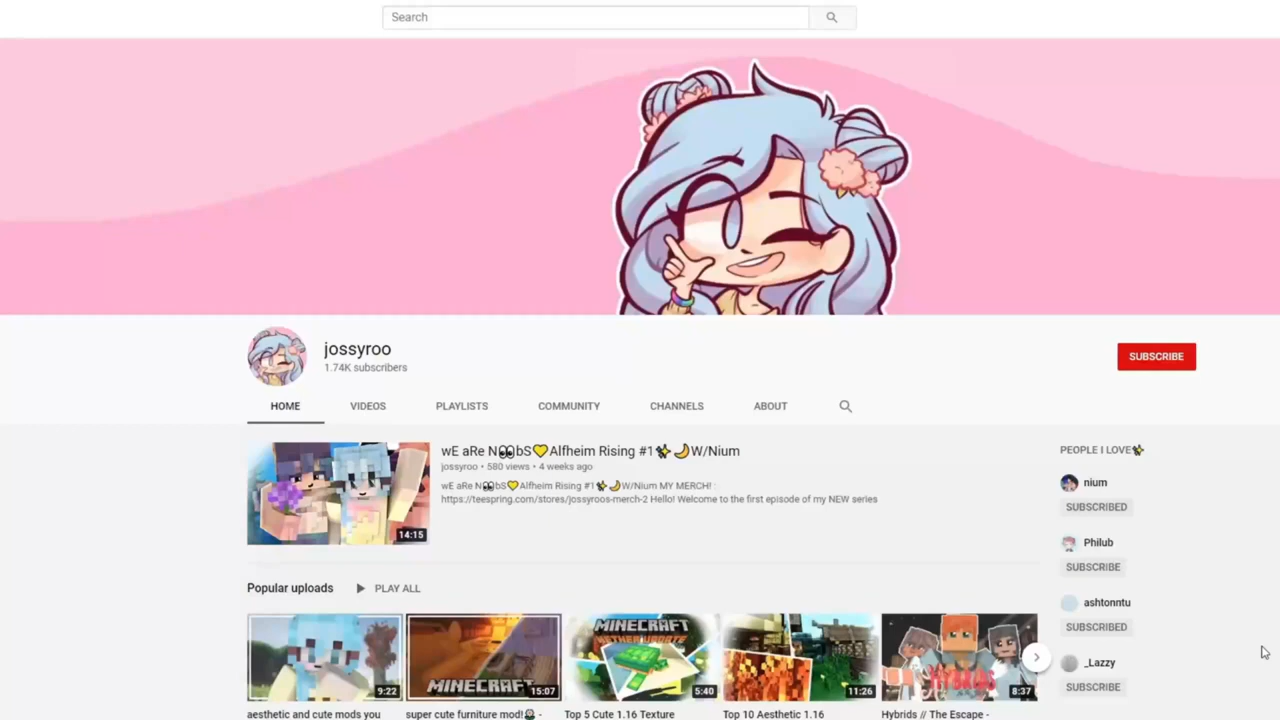 Search
jossyroo
1.74K subscribers
SUBSCRIBE
HOME VIDEOS PLAYLISTS COMMUNITY CHANNELS ABOUT
wE aRe N👀bS💛Alfheim Rising #1✨🌙W/Nium
jossyroo • 580 views • 4 weeks ago
wE aRe N👀bS💛Alfheim Rising #1✨🌙W/Nium MY MERCH! :
https://teespring.com/stores/jossyroos-merch-2 Hello! Welcome to the first episode of my NEW series
14:15
PEOPLE I LOVE✨
nium
SUBSCRIBED
Philub
SUBSCRIBE
ashtonntu
SUBSCRIBED
_Lazzy
SUBSCRIBE
Popular uploads PLAY ALL
9:22
MINECRAFT
15:07
MINECRAFT
NETHER UPDATE
5:40
11:26
HYBRIDS
8:37
aesthetic and cute mods you
super cute furniture mod! -
Top 5 Cute 1.16 Texture
Top 10 Aesthetic 1.16
Hybrids // The Escape -